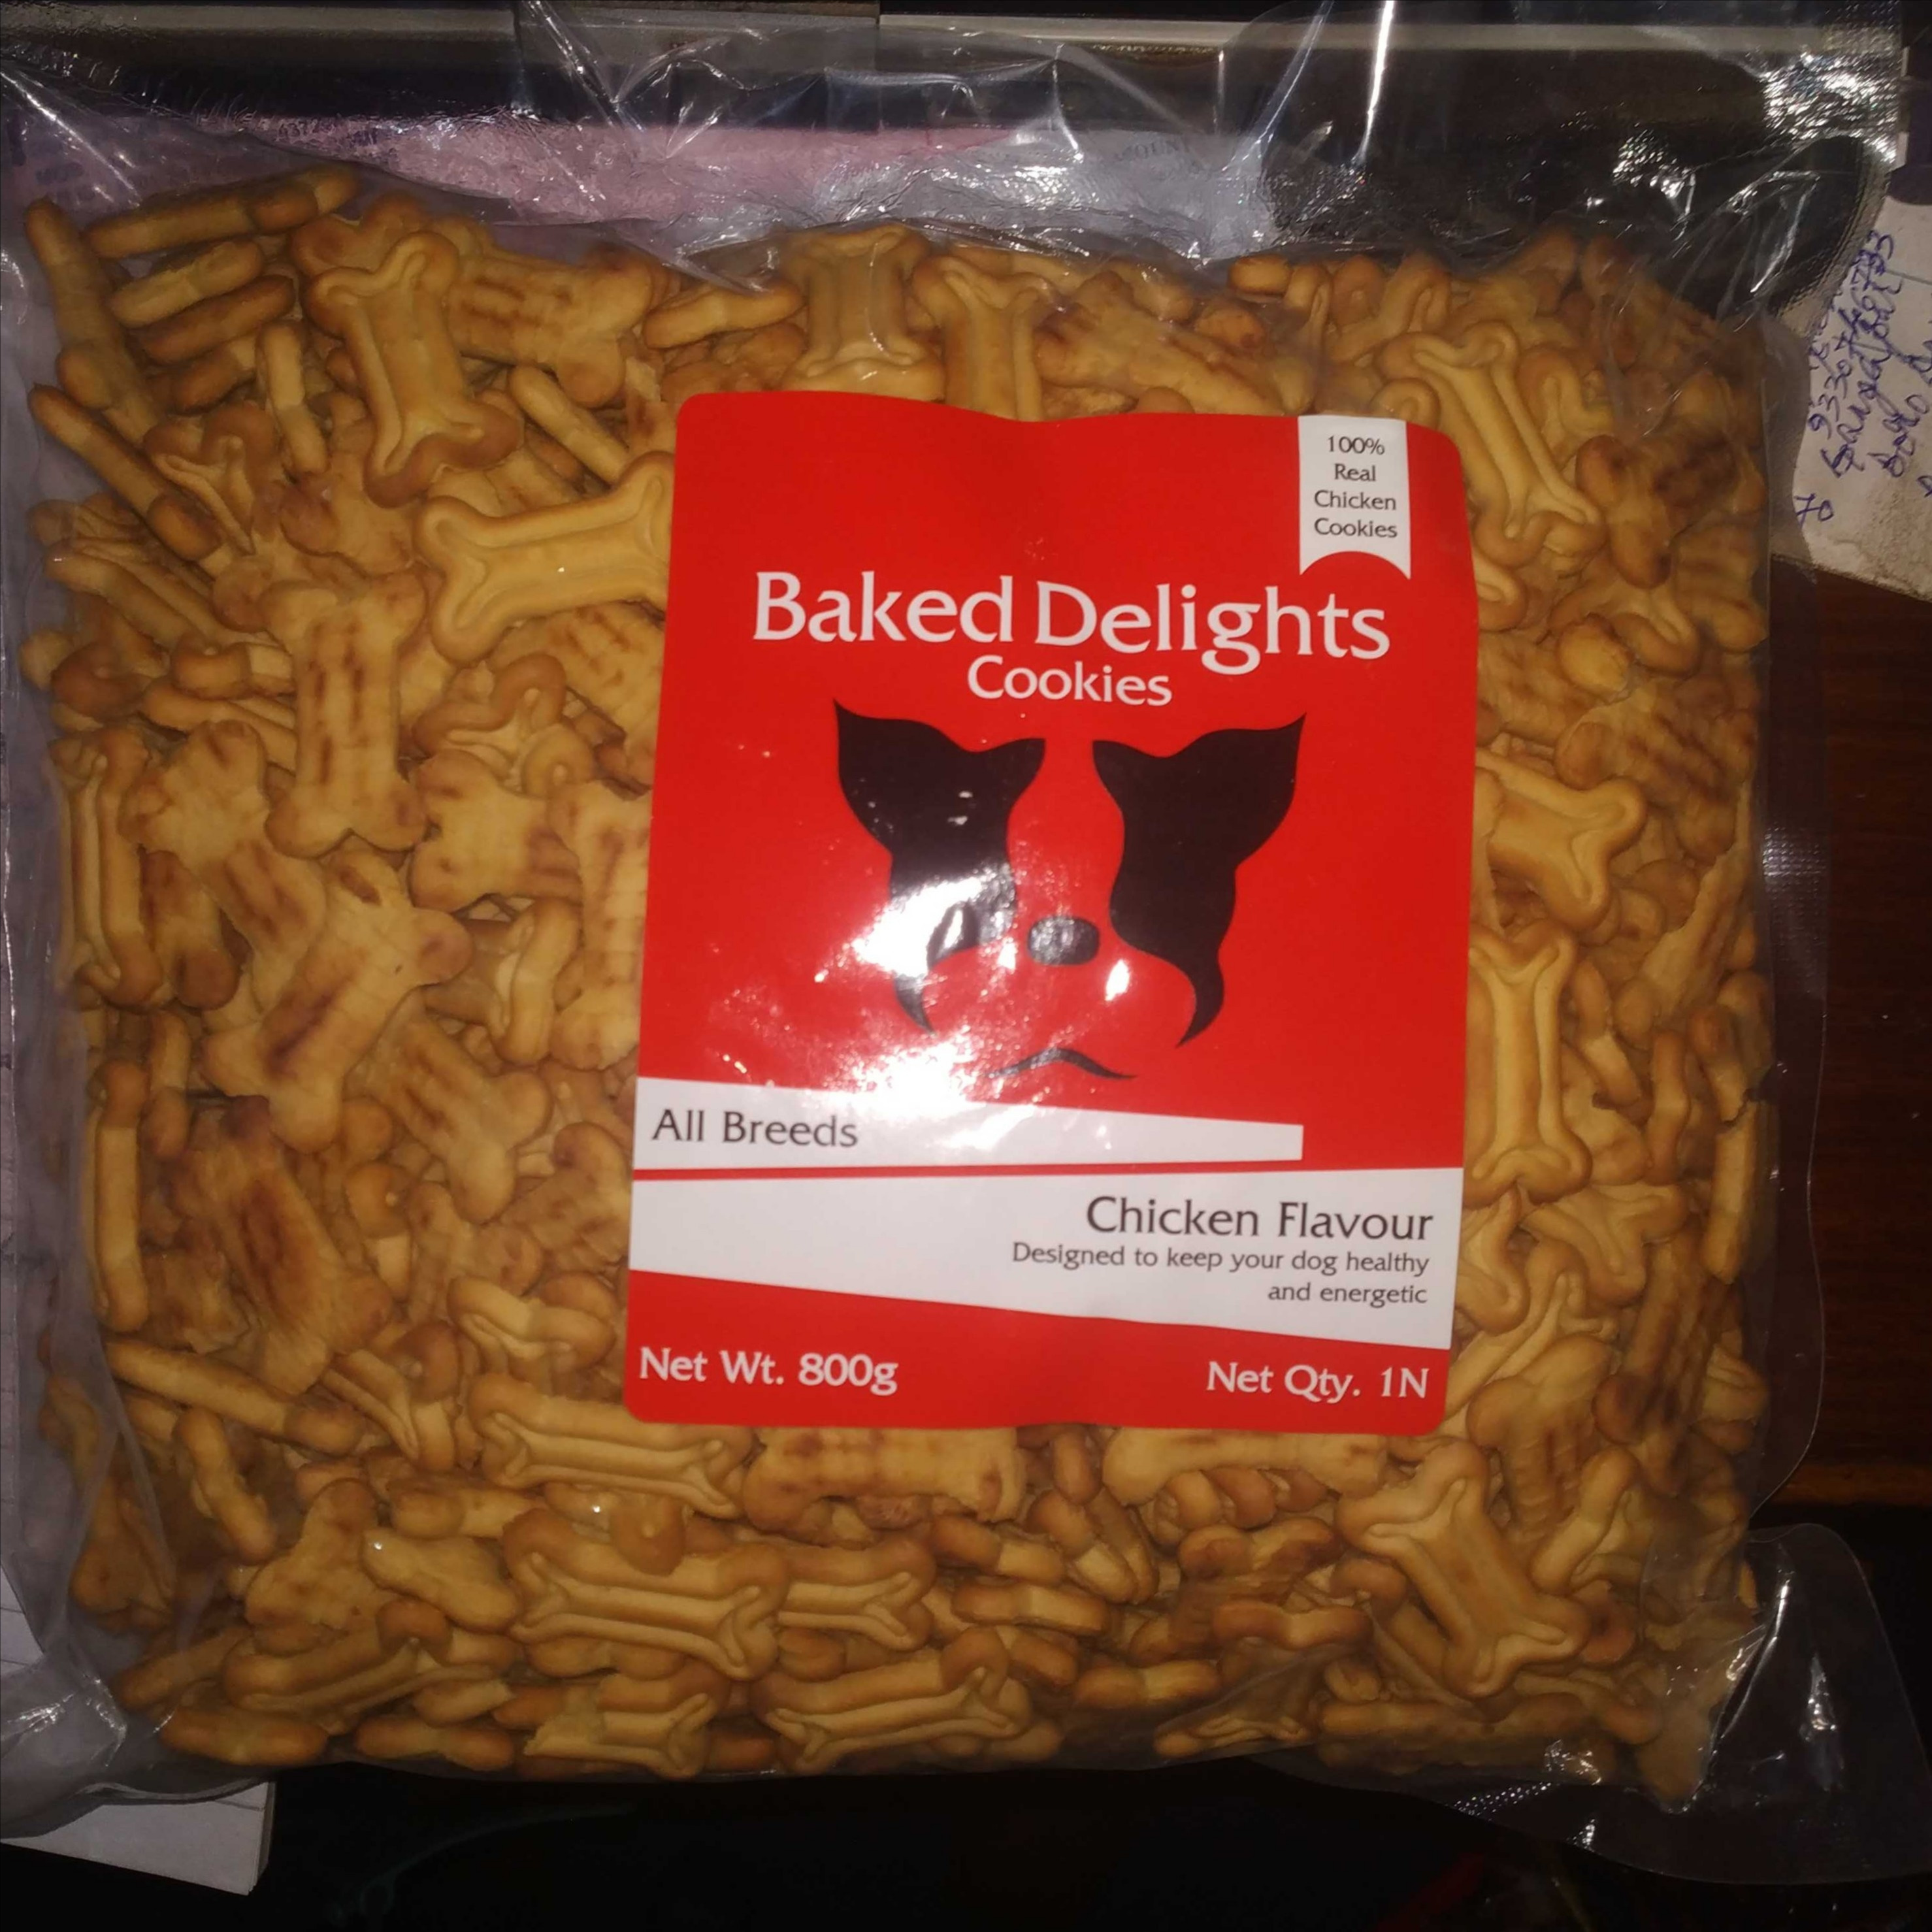 100%
Real
Chicken
Cookies
Baked Delights
Cookies
All Breeds
Chicken Flavour
Designed to keep your dog healthy
and energetic
Net Wt. 800g
Net Qty. 1N